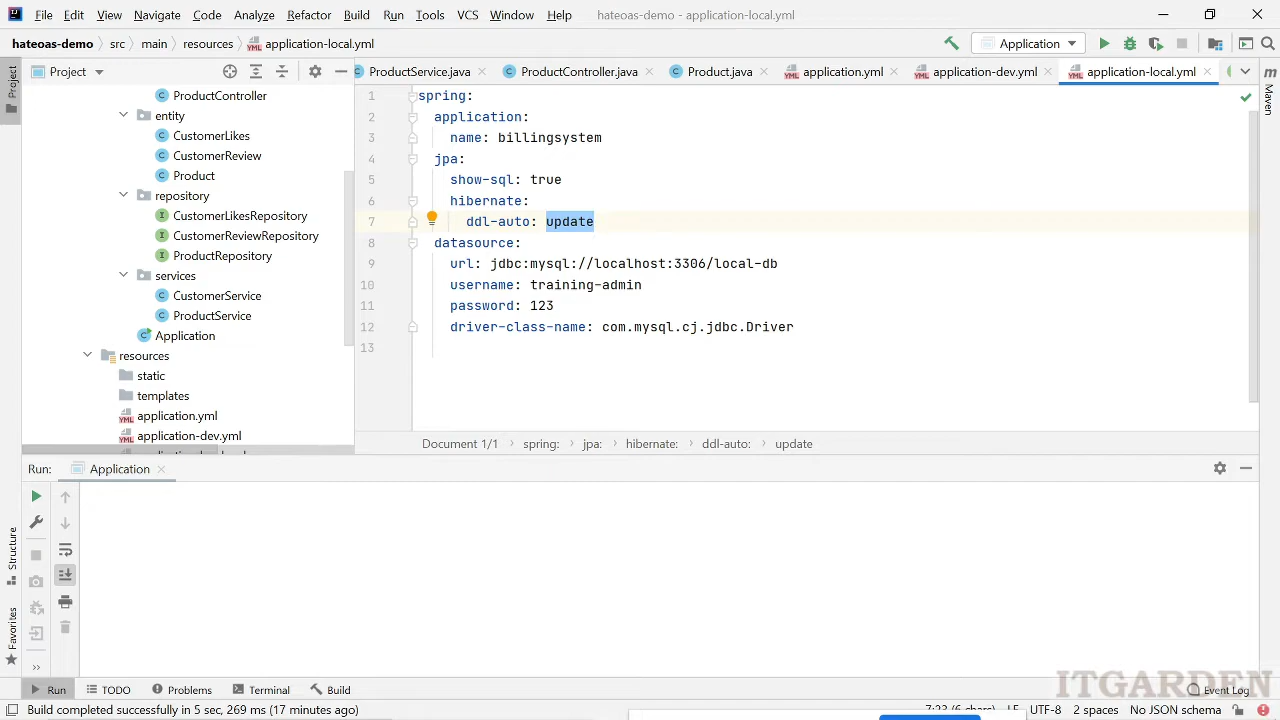 File Edit View Navigate Code Analyze Refactor Build Run Tools VCS Window Help hateoas-demo - application-local.yml
hateoas-demo src main resources application-local.yml Application
Project ProductService.java ProductController.java Product.java application.yml application-dev.yml application-local.yml
Project
Maven
ProductController
entity
CustomerLikes
CustomerReview
Product
repository
CustomerLikesRepository
CustomerReviewRepository
ProductRepository
services
CustomerService
ProductService
Application
resources
static
templates
application.yml
application-dev.yml
1 spring:
2 application:
3 name: billingsystem
4 jpa:
5 show-sql: true
6 hibernate:
7 ddl-auto: update
8 datasource:
9 url: jdbc:mysql://localhost:3306/local-db
10 username: training-admin
11 password: 123
12 driver-class-name: com.mysql.cj.jdbc.Driver
13
Document 1/1 spring: jpa: hibernate: ddl-auto: update
Run: Application
Structure
Favorites
Run TODO Problems Terminal Build Event Log
ITGARDEN
Build completed successfully in 5 sec, 269 ms (17 minutes ago) 7:23 (6 chars) LF UTF-8 2 spaces No JSON schema